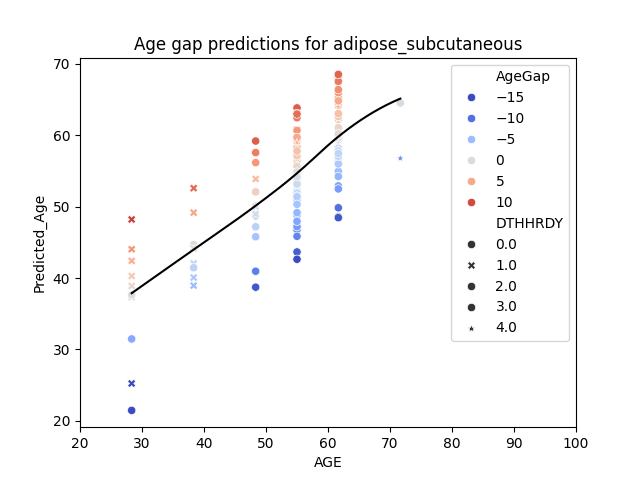 Age gap predictions for adipose_subcutaneous
70
60
50
40
30
20
Predicted_Age
20 30 40 50 60 70 80 90 100
AGE
AgeGap
−15
−10
−5
0
5
10
DTHHRDY
0.0
1.0
2.0
3.0
4.0